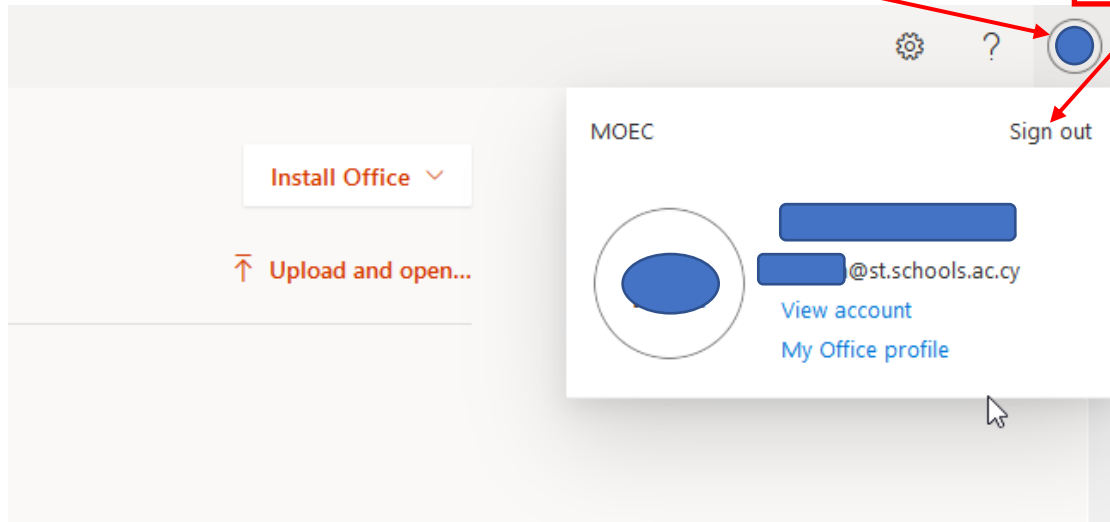 ?
MOEC
Sign out
Install Office
Upload and open...
@st.schools.ac.cy
View account
My Office profile